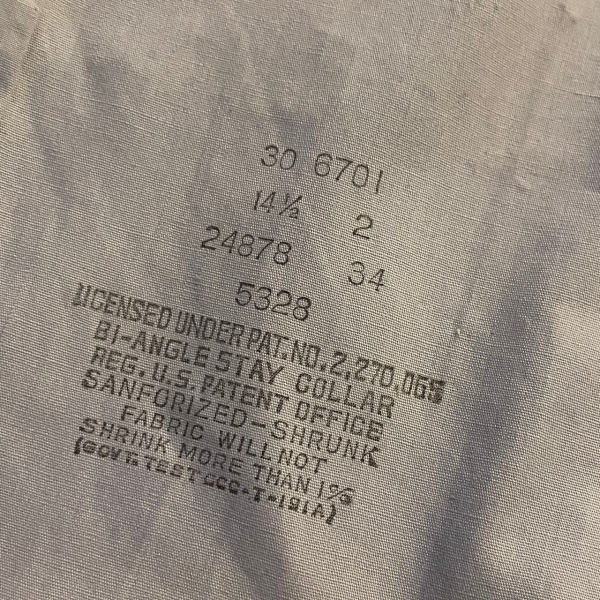 30 6701
14½ 2
24878 34
5328
LICENSED UNDER PAT. NO. 2,270,065
BI-ANGLE STAY COLLAR
REG. U.S. PATENT OFFICE
SANFORIZED-SHRUNK
FABRIC WILL NOT
SHRINK MORE THAN 1%
(GOVT. TEST CCC-T-191A)